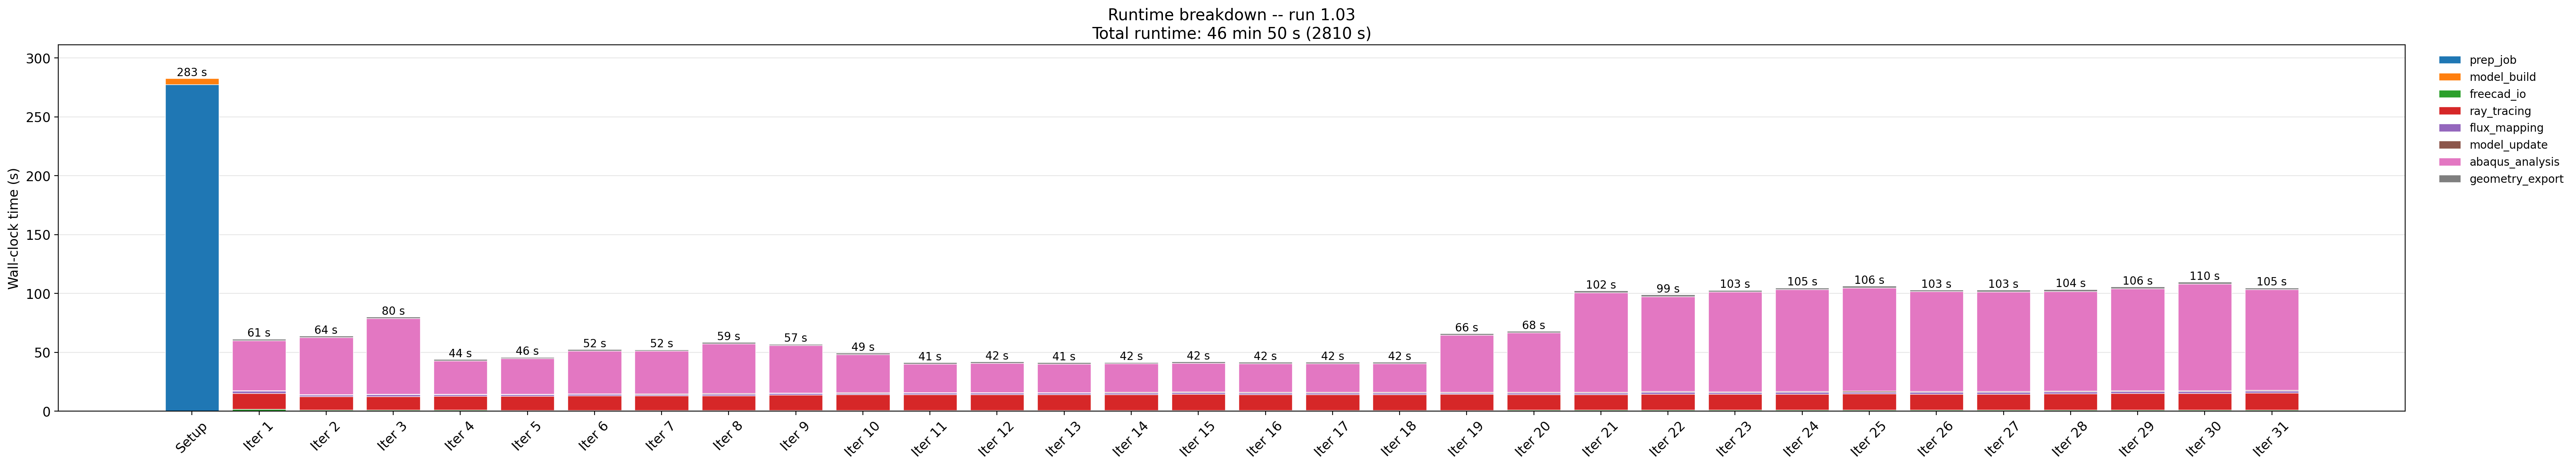 Runtime breakdown -- run 1.03
Total runtime: 46 min 50 s (2810 s)
Wall-clock time (s)
300
250
200
150
100
50
0
283 s
61 s
64 s
80 s
44 s
46 s
52 s
52 s
59 s
57 s
49 s
41 s
42 s
41 s
42 s
42 s
42 s
42 s
42 s
66 s
68 s
102 s
99 s
103 s
105 s
106 s
103 s
103 s
104 s
106 s
110 s
105 s
Setup
Iter 1
Iter 2
Iter 3
Iter 4
Iter 5
Iter 6
Iter 7
Iter 8
Iter 9
Iter 10
Iter 11
Iter 12
Iter 13
Iter 14
Iter 15
Iter 16
Iter 17
Iter 18
Iter 19
Iter 20
Iter 21
Iter 22
Iter 23
Iter 24
Iter 25
Iter 26
Iter 27
Iter 28
Iter 29
Iter 30
Iter 31
prep_job
model_build
freecad_io
ray_tracing
flux_mapping
model_update
abaqus_analysis
geometry_export